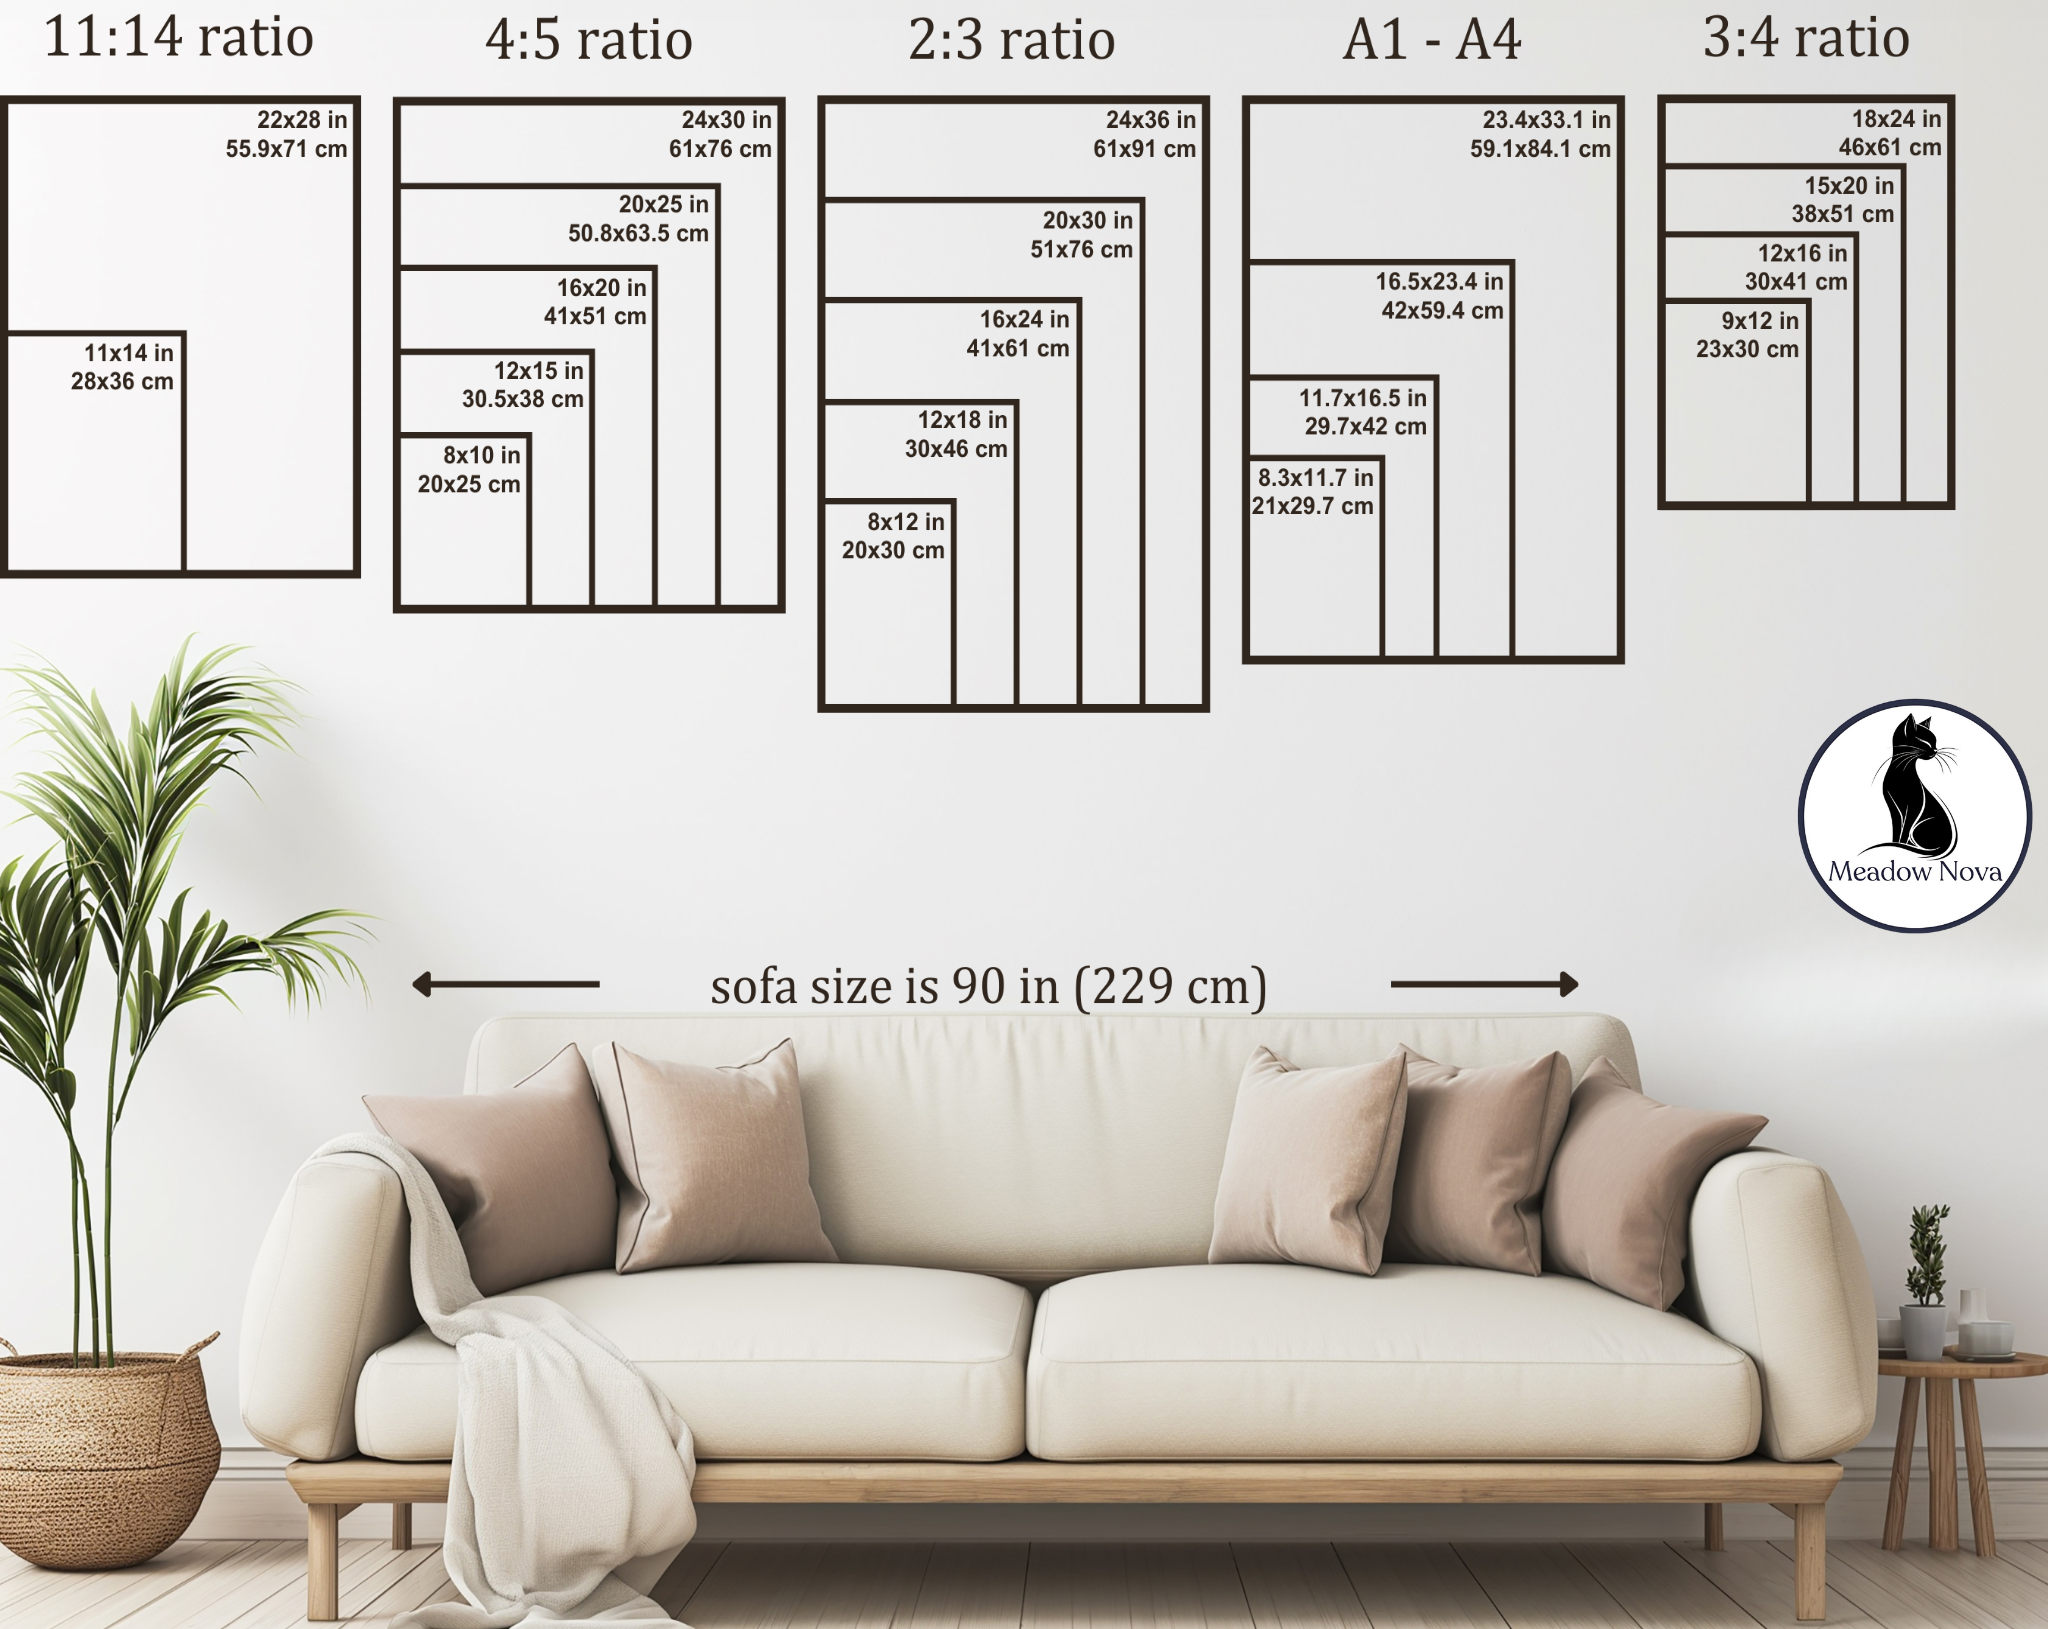 11:14 ratio
22x28 in
55.9x71 cm
11x14 in
28x36 cm
4:5 ratio
24x30 in
61x76 cm
20x25 in
50.8x63.5 cm
16x20 in
41x51 cm
12x15 in
30.5x38 cm
8x10 in
20x25 cm
2:3 ratio
24x36 in
61x91 cm
20x30 in
51x76 cm
16x24 in
41x61 cm
12x18 in
30x46 cm
8x12 in
20x30 cm
A1 - A4
23.4x33.1 in
59.1x84.1 cm
16.5x23.4 in
42x59.4 cm
11.7x16.5 in
29.7x42 cm
8.3x11.7 in
21x29.7 cm
3:4 ratio
18x24 in
46x61 cm
15x20 in
38x51 cm
12x16 in
30x41 cm
9x12 in
23x30 cm
Meadow Nova
sofa size is 90 in (229 cm)